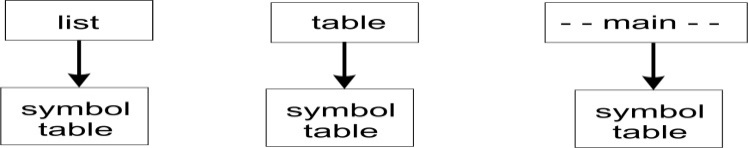 list
table
- - main - -
symbol
table
symbol
table
symbol
table